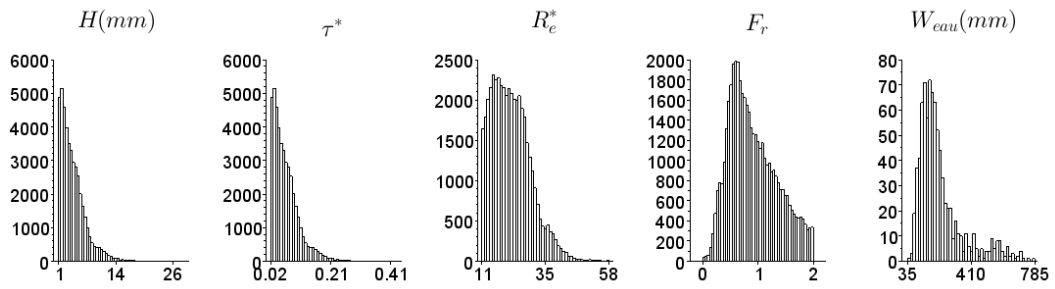 H(mm) τ* R*e Fr Weau(mm)
6000 6000 2500 2000 80
5000 5000 2000 1800 70
4000 4000 1500 1600 60
3000 3000 1000 1400 50
2000 2000 500 1200 40
1000 1000 0 1000 30
0 0 800 20
600 10
400 0
200
0
1 14 26 0.02 0.21 0.41 11 35 58 0 1 2 35 410 785